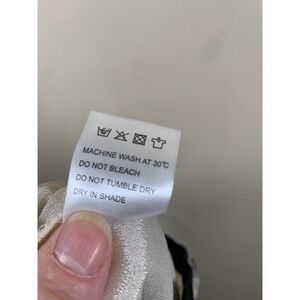 MACHINE WASH AT 30℃
DO NOT BLEACH
DO NOT TUMBLE DRY
DRY IN SHADE